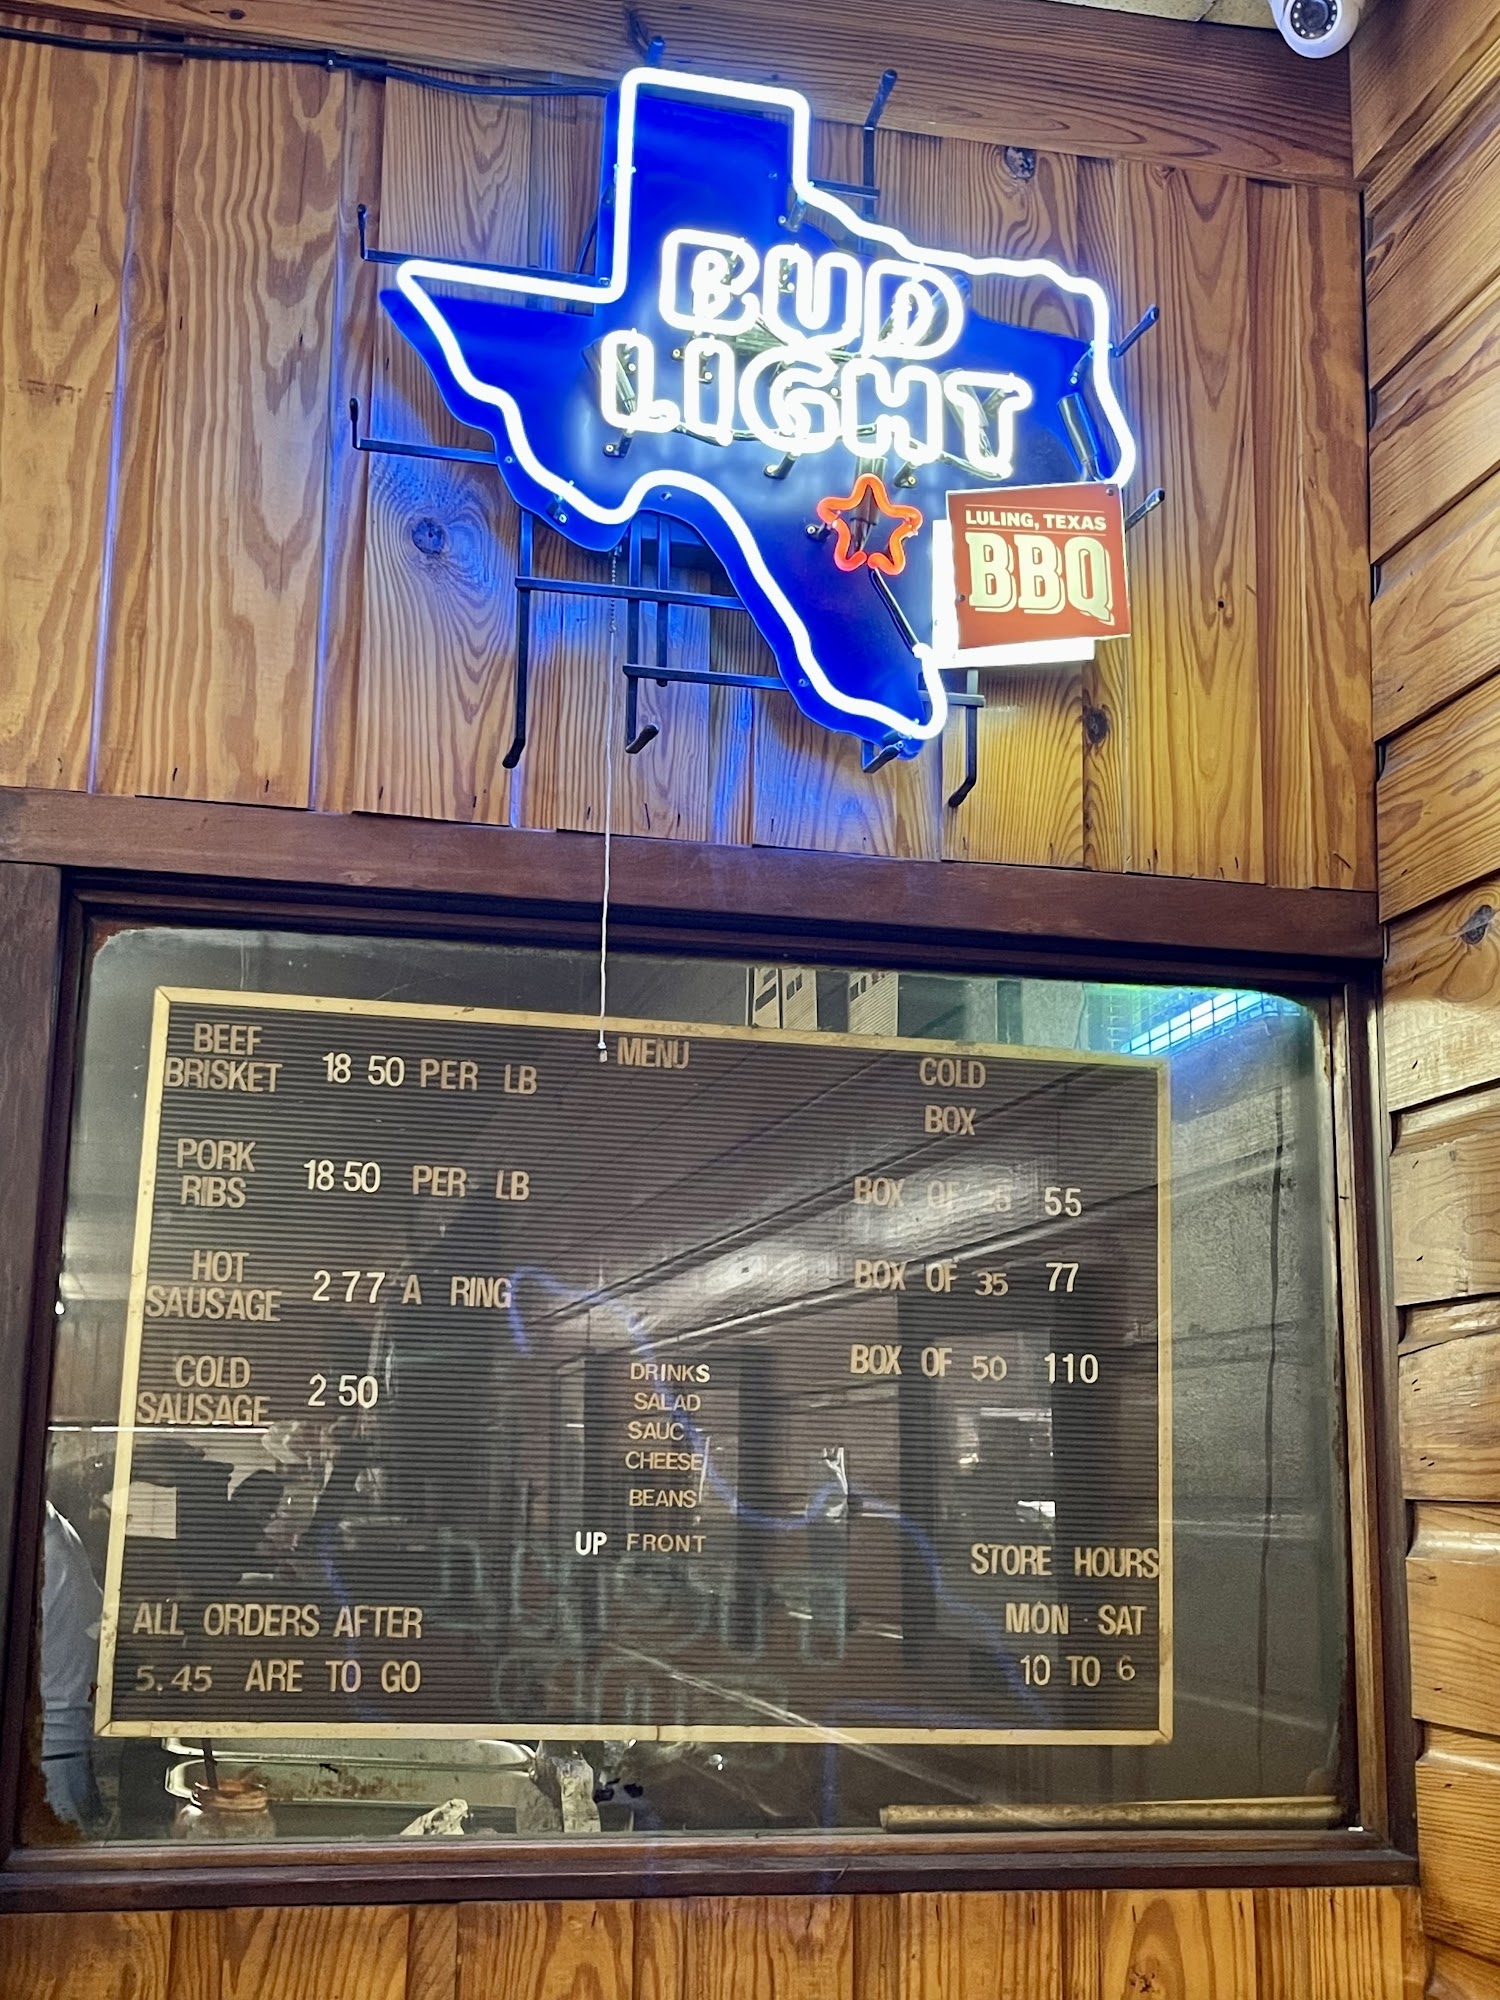 BUD
LIGHT
LULING, TEXAS
BBQ
MENU
BEEF
BRISKET 18 50 PER LB
PORK
RIBS 18 50 PER LB
HOT
SAUSAGE 2 77 A RING
COLD
SAUSAGE 2 50
COLD
BOX
BOX OF 25 55
BOX OF 35 77
BOX OF 50 110
DRINKS
SALAD
SAUC
CHEESE
BEANS
UP FRONT
ALL ORDERS AFTER
5.45 ARE TO GO
STORE HOURS
MON - SAT
10 TO 6